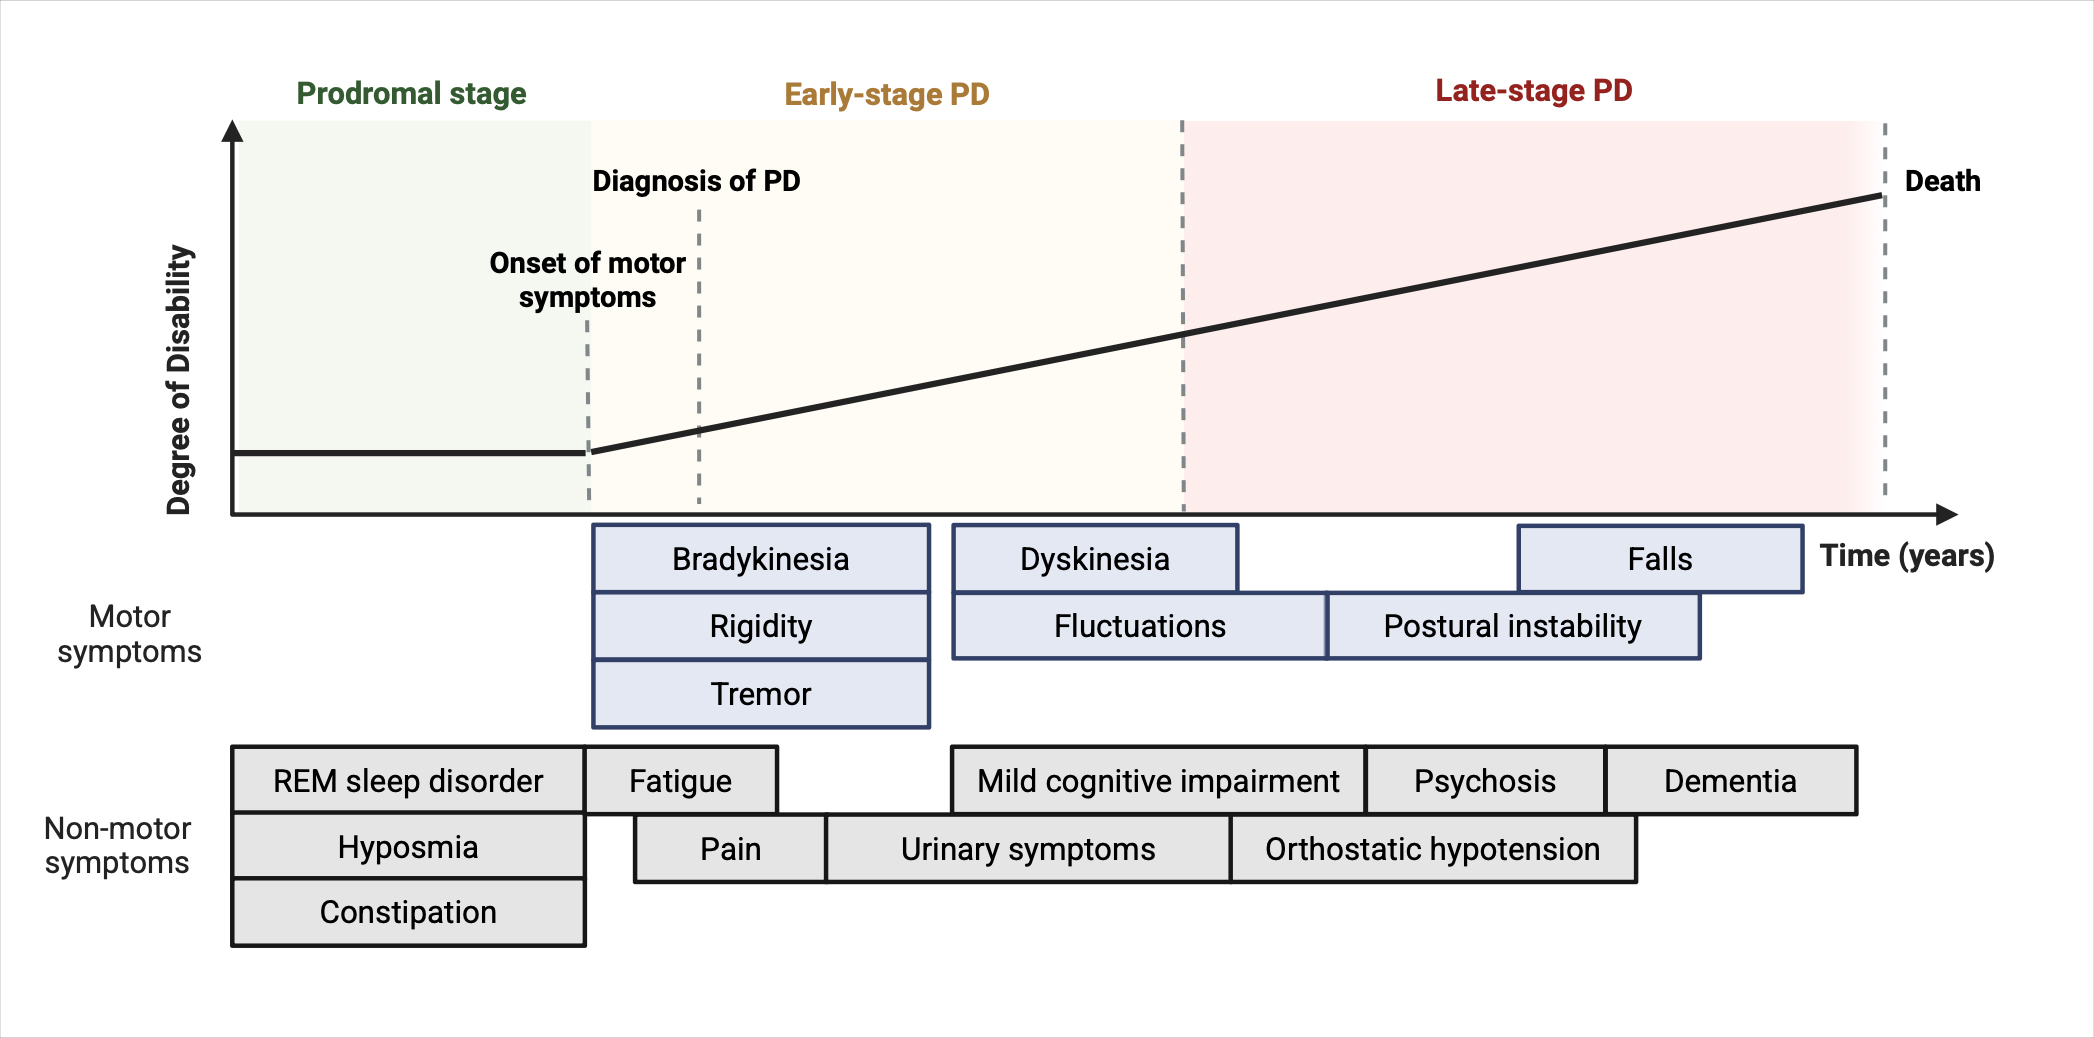 Prodromal stage
Early-stage PD
Late-stage PD
Diagnosis of PD
Death
Onset of motor
symptoms
Degree of Disability
Time (years)
Motor
symptoms
Bradykinesia
Dyskinesia
Falls
Rigidity
Fluctuations
Postural instability
Tremor
Non-motor
symptoms
REM sleep disorder
Fatigue
Mild cognitive impairment
Psychosis
Dementia
Hyposmia
Pain
Urinary symptoms
Orthostatic hypotension
Constipation